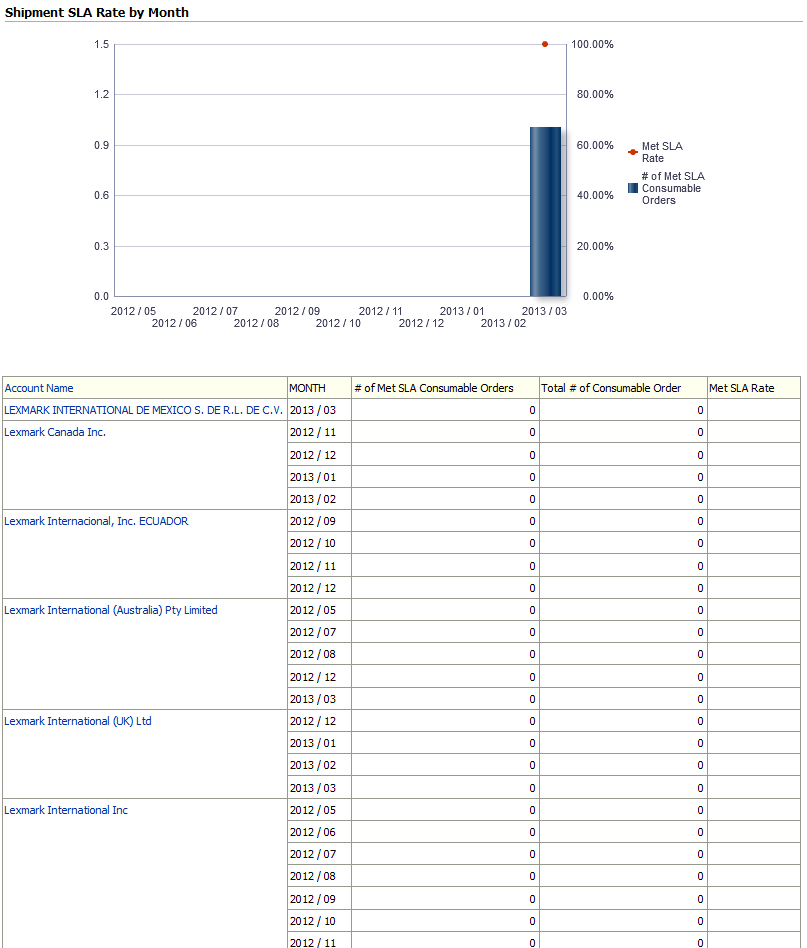 Shipment SLA Rate by Month
1.5
100.00%
1.2
80.00%
0.9
60.00%
0.6
40.00%
0.3
20.00%
0.0
0.00%
Met SLA
Rate
# of Met SLA
Consumable
Orders
2012 / 05
2012 / 07
2012 / 09
2012 / 11
2013 / 01
2013 / 03
2012 / 06
2012 / 08
2012 / 10
2012 / 12
2013 / 02
Account Name MONTH # of Met SLA Consumable Orders Total # of Consumable Order Met SLA Rate
LEXMARK INTERNATIONAL DE MEXICO S. DE R.L. DE C.V. 2013 / 03 0 0
Lexmark Canada Inc. 2012 / 11 0 0
2012 / 12 0 0
2013 / 01 0 0
2013 / 02 0 0
Lexmark Internacional, Inc. ECUADOR 2012 / 09 0 0
2012 / 10 0 0
2012 / 11 0 0
2012 / 12 0 0
Lexmark International (Australia) Pty Limited 2012 / 05 0 0
2012 / 07 0 0
2012 / 08 0 0
2012 / 12 0 0
2013 / 03 0 0
Lexmark International (UK) Ltd 2012 / 12 0 0
2013 / 01 0 0
2013 / 02 0 0
2013 / 03 0 0
Lexmark International Inc 2012 / 05 0 0
2012 / 06 0 0
2012 / 07 0 0
2012 / 08 0 0
2012 / 09 0 0
2012 / 10 0 0
2012 / 11 0 0